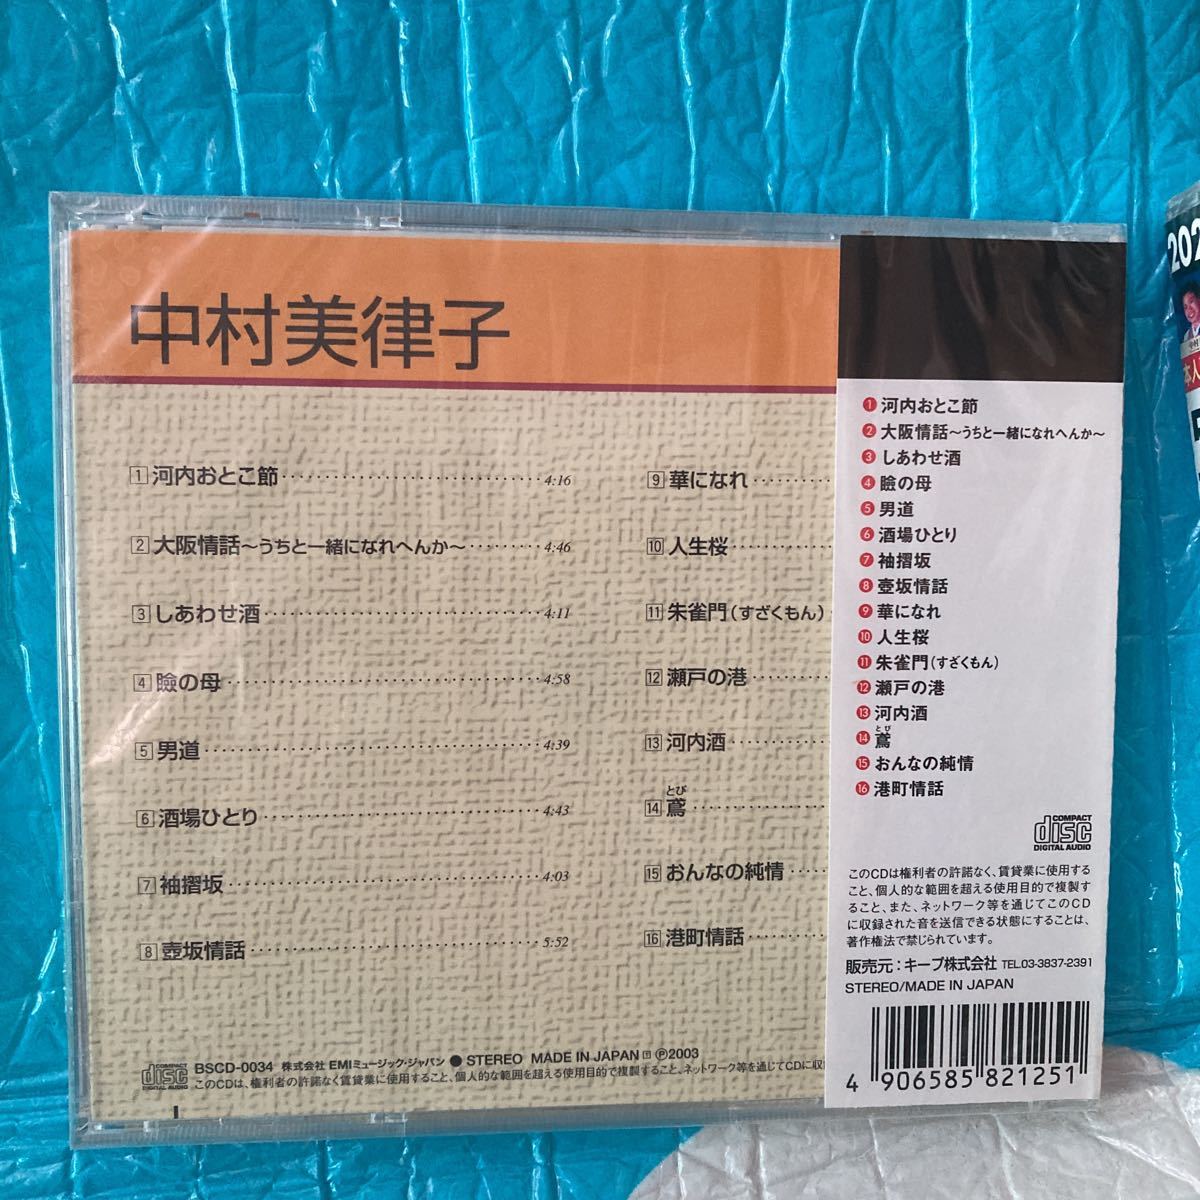 中村美律子
1 河内おとこ節 4:16
2 大阪情話〜うちと一緒になれへんか〜 4:46
3 しあわせ酒 4:11
4 瞼の母 4:58
5 男道 4:39
6 酒場ひとり 4:43
7 袖摺坂 4:03
8 壺坂情話 5:52
9 華になれ
10 人生桜
11 朱雀門(すざくもん)
12 瀬戸の港
13 河内酒
とび
14 鳶
15 おんなの純情
16 港町情話
COMPACT
disc
DIGITAL AUDIO
BSCD-0034 株式会社 EMIミュージック・ジャパン ● STEREO MADE IN JAPAN ℗2003
このCDは、権利者の許諾なく賃貸業に使用すること、個人的な範囲を超える使用目的で複製すること、ネットワーク等を通じてCDに収
1 河内おとこ節
2 大阪情話〜うちと一緒になれへんか〜
3 しあわせ酒
4 瞼の母
5 男道
6 酒場ひとり
7 袖摺坂
8 壺坂情話
9 華になれ
10 人生桜
11 朱雀門(すざくもん)
12 瀬戸の港
13 河内酒
とび
14 鳶
15 おんなの純情
16 港町情話
COMPACT
disc
DIGITAL AUDIO
このCDは権利者の許諾なく、賃貸業に使用するこ
と、個人的な範囲を超える使用目的で複製す
ること、また、ネットワーク等を通じてこのCD
に収録された音を送信できる状態にすることは、
著作権法で禁じられています。
販売元:キープ株式会社 TEL.03-3837-2391
STEREO/MADE IN JAPAN
4 906585 821251
202
本人